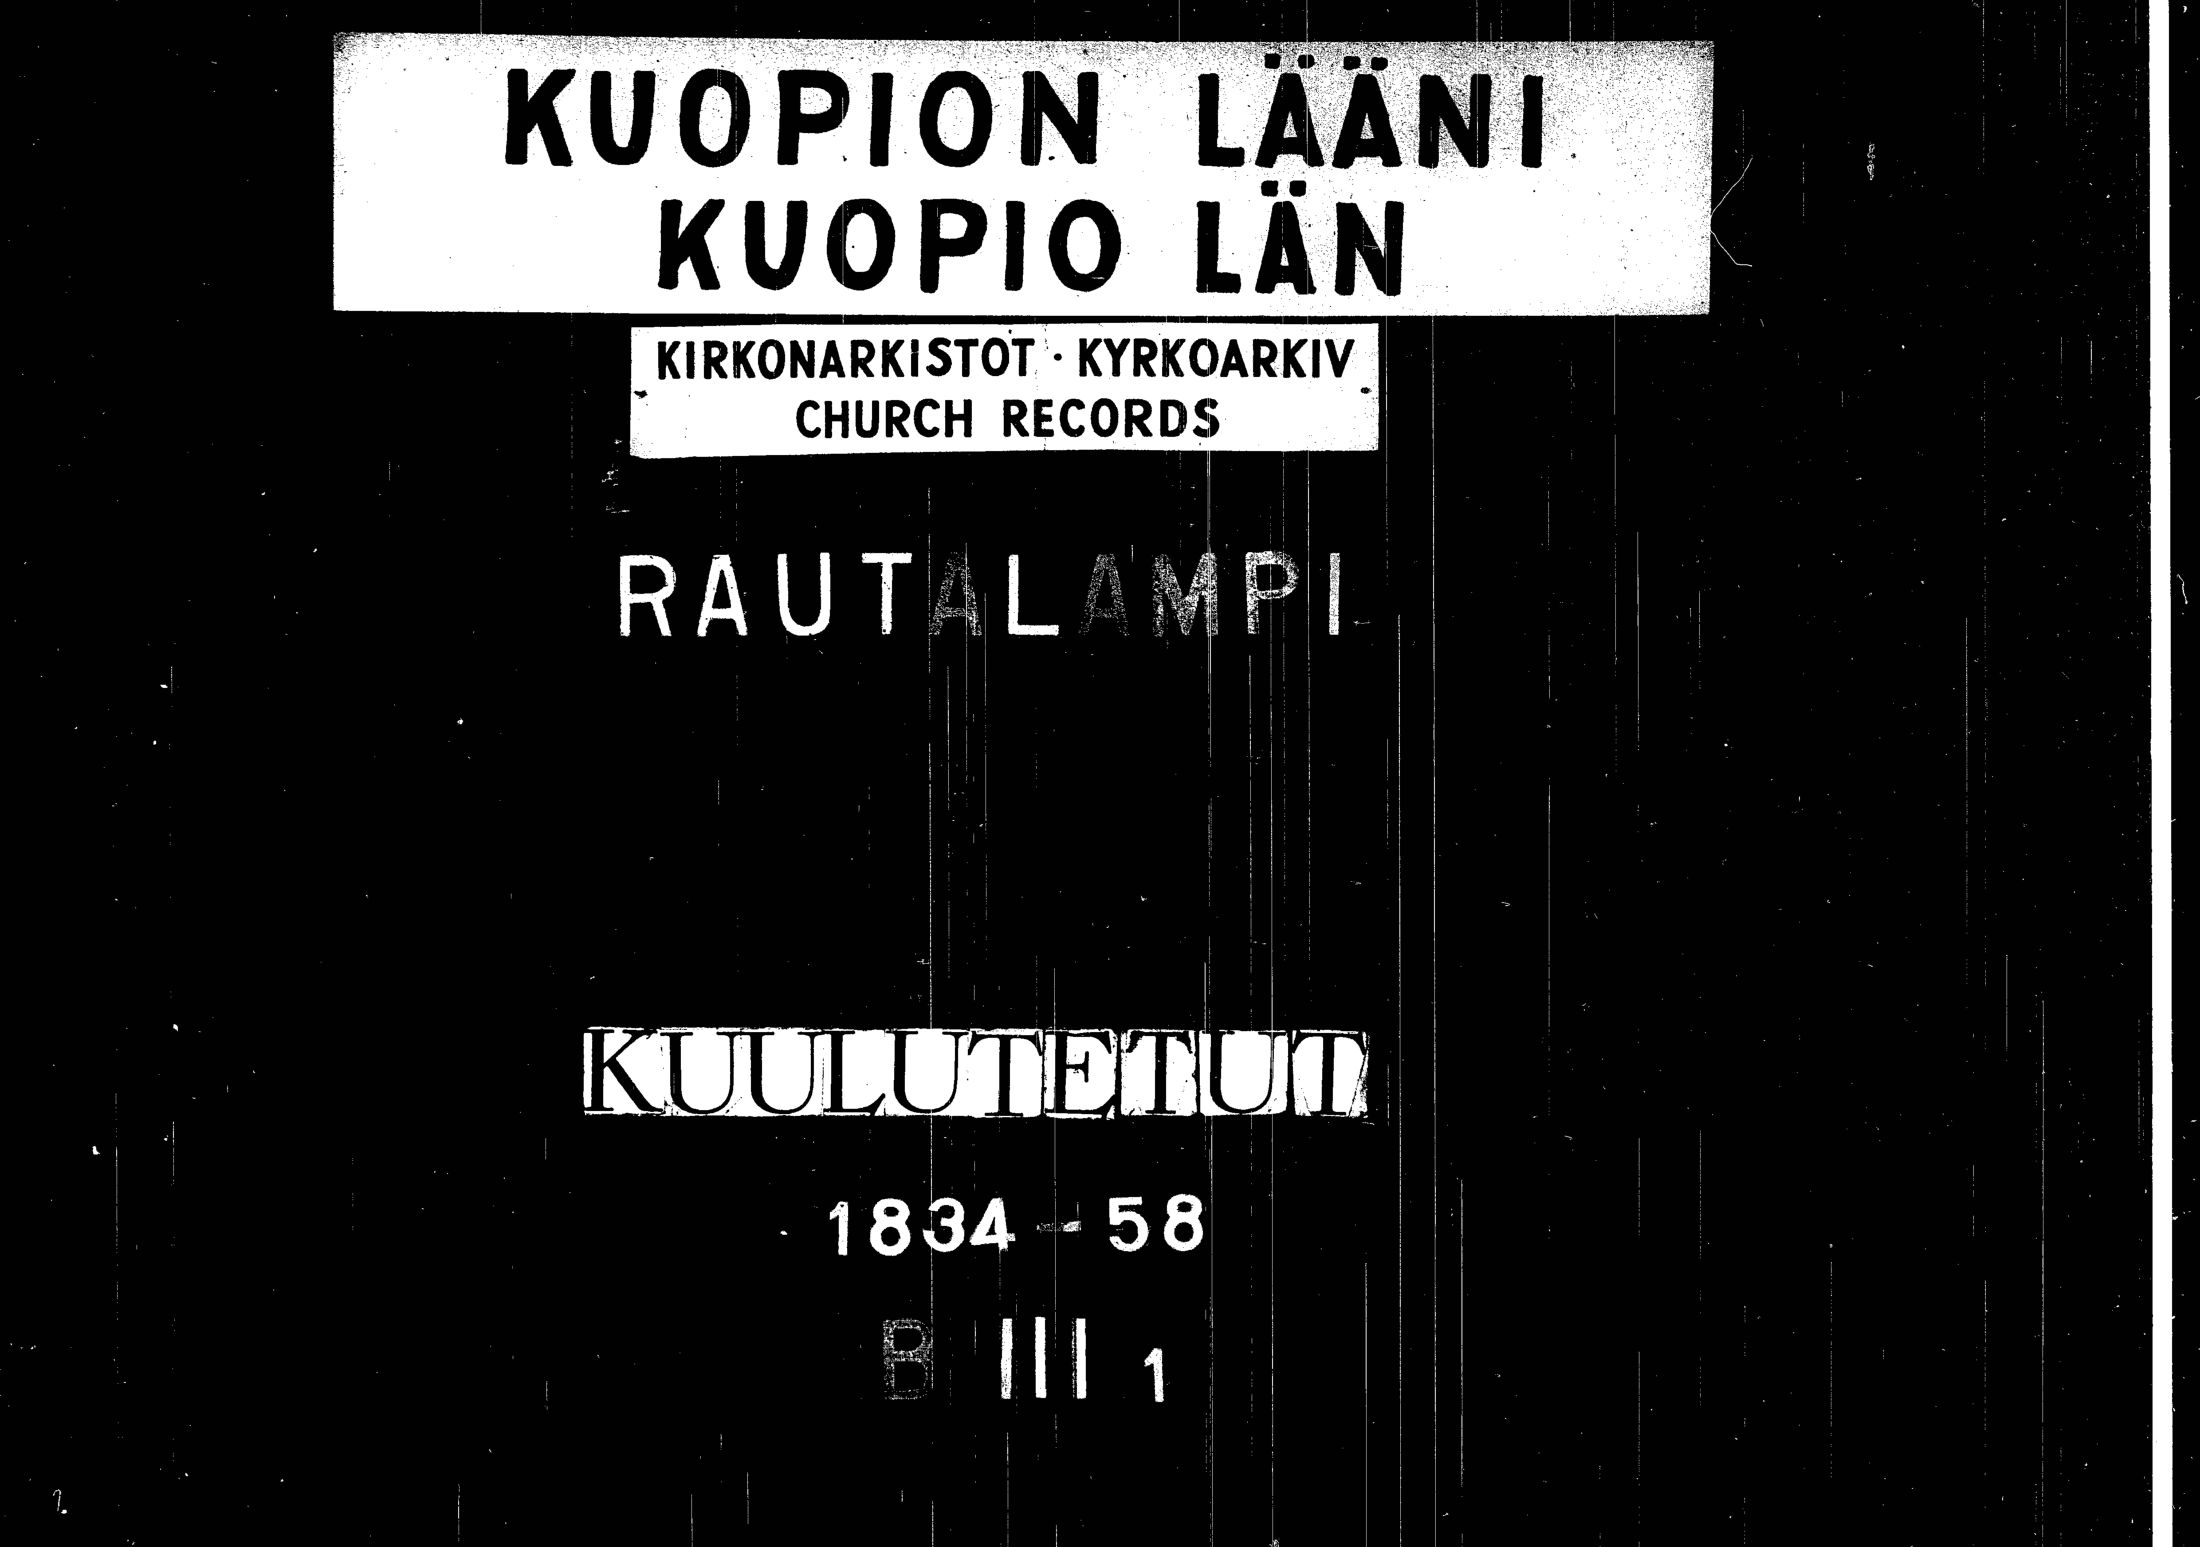 KUOPION LÄÄNI
KUOPIO LÄN
KIRKONARKISTOT · KYRKOARKIV
CHURCH RECORDS
RAUTALAMPI
KUULUTETUT
1834-58
B III 1